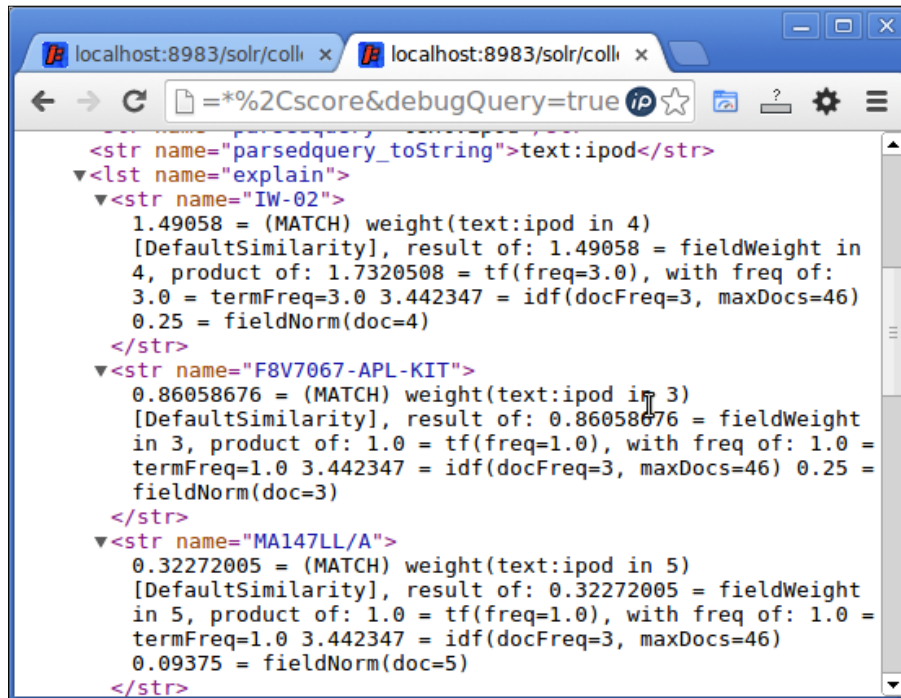 localhost:8983/solr/coll × localhost:8983/solr/coll ×
=*%2Cscore&debugQuery=true ip ?
<str name="parsedquery_toString">text:ipod</str>
▼<lst name="explain">
▼<str name="IW-02">
1.49058 = (MATCH) weight(text:ipod in 4)
[DefaultSimilarity], result of: 1.49058 = fieldWeight in
4, product of: 1.7320508 = tf(freq=3.0), with freq of:
3.0 = termFreq=3.0 3.442347 = idf(docFreq=3, maxDocs=46)
0.25 = fieldNorm(doc=4)
</str>
▼<str name="F8V7067-APL-KIT">
0.86058676 = (MATCH) weight(text:ipod in 3)
[DefaultSimilarity], result of: 0.86058676 = fieldWeight
in 3, product of: 1.0 = tf(freq=1.0), with freq of: 1.0 =
termFreq=1.0 3.442347 = idf(docFreq=3, maxDocs=46) 0.25 =
fieldNorm(doc=3)
</str>
▼<str name="MA147LL/A">
0.32272005 = (MATCH) weight(text:ipod in 5)
[DefaultSimilarity], result of: 0.32272005 = fieldWeight
in 5, product of: 1.0 = tf(freq=1.0), with freq of: 1.0 =
termFreq=1.0 3.442347 = idf(docFreq=3, maxDocs=46)
0.09375 = fieldNorm(doc=5)
</str>